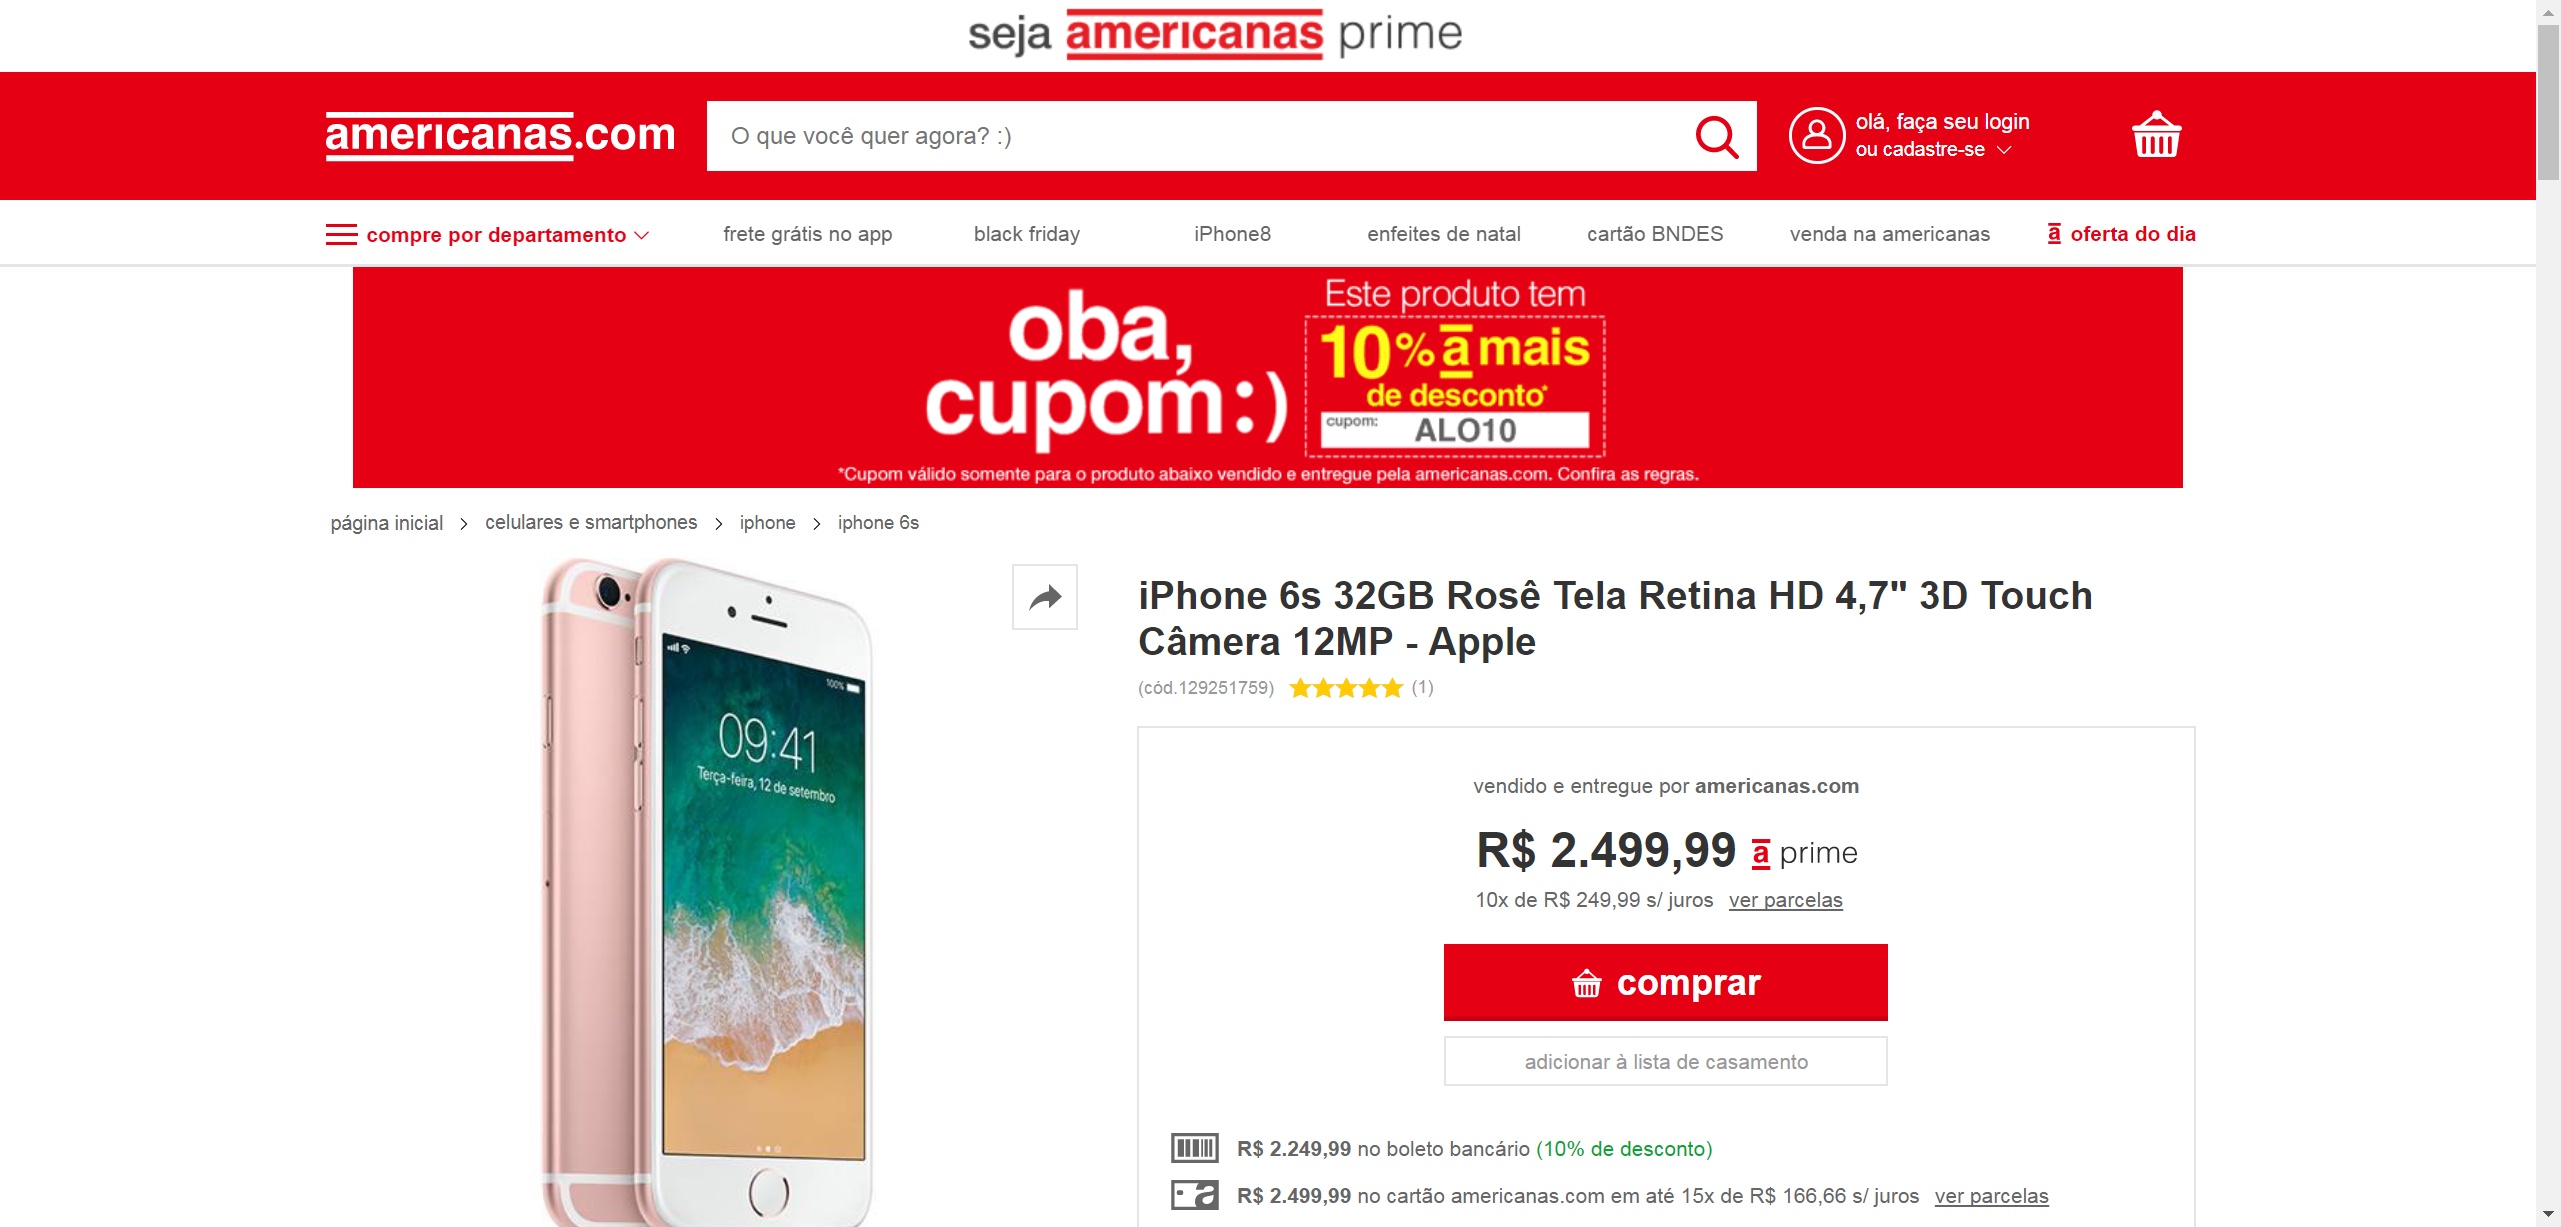 seja americanas prime
americanas.com
O que você quer agora? :)
olá, faça seu login
ou cadastre-se
compre por departamento
frete grátis no app
black friday
iPhone8
enfeites de natal
cartão BNDES
venda na americanas
a oferta do dia
oba,
cupom:)
Este produto tem
10% a mais
de desconto*
cupom: ALO10
*Cupom válido somente para o produto abaixo vendido e entregue pela americanas.com. Confira as regras.
página inicial > celulares e smartphones > iphone > iphone 6s
100%
09:41
Terça-feira, 12 de setembro
iPhone 6s 32GB Rosê Tela Retina HD 4,7" 3D Touch
Câmera 12MP - Apple
(cód.129251759) (1)
vendido e entregue por americanas.com
R$ 2.499,99 a prime
10x de R$ 249,99 s/ juros ver parcelas
comprar
adicionar à lista de casamento
R$ 2.249,99 no boleto bancário (10% de desconto)
a R$ 2.499,99 no cartão americanas.com em até 15x de R$ 166,66 s/ juros ver parcelas